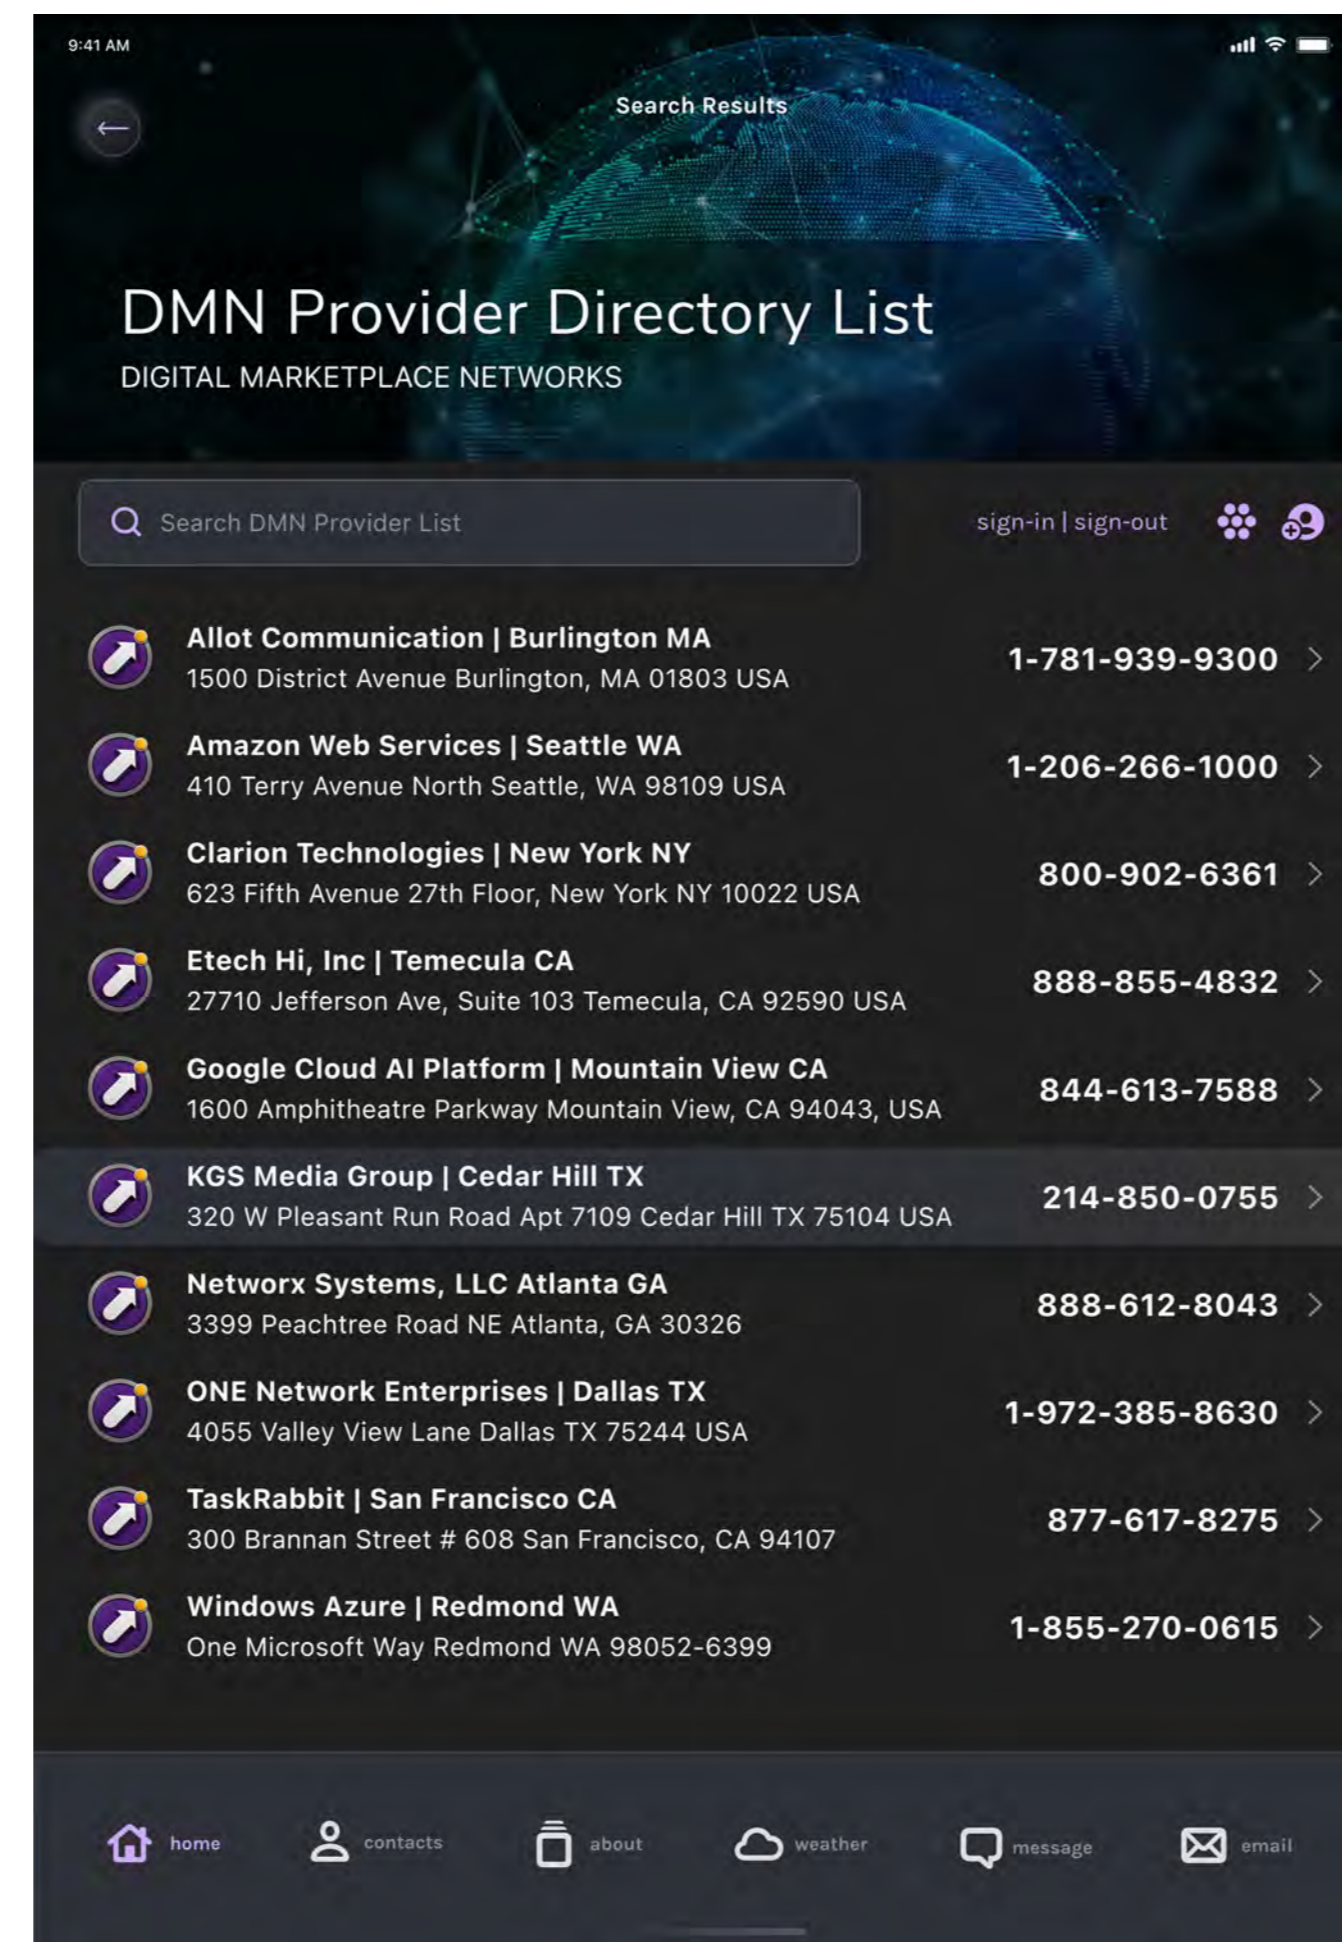 9:41 AM
Search Results
DMN Provider Directory List
DIGITAL MARKETPLACE NETWORKS
Search DMN Provider List
sign-in | sign-out
Allot Communication | Burlington MA
1500 District Avenue Burlington, MA 01803 USA
1-781-939-9300
Amazon Web Services | Seattle WA
410 Terry Avenue North Seattle, WA 98109 USA
1-206-266-1000
Clarion Technologies | New York NY
623 Fifth Avenue 27th Floor, New York NY 10022 USA
800-902-6361
Etech Hi, Inc | Temecula CA
27710 Jefferson Ave, Suite 103 Temecula, CA 92590 USA
888-855-4832
Google Cloud AI Platform | Mountain View CA
1600 Amphitheatre Parkway Mountain View, CA 94043, USA
844-613-7588
KGS Media Group | Cedar Hill TX
320 W Pleasant Run Road Apt 7109 Cedar Hill TX 75104 USA
214-850-0755
Networx Systems, LLC Atlanta GA
3399 Peachtree Road NE Atlanta, GA 30326
888-612-8043
ONE Network Enterprises | Dallas TX
4055 Valley View Lane Dallas TX 75244 USA
1-972-385-8630
TaskRabbit | San Francisco CA
300 Brannan Street # 608 San Francisco, CA 94107
877-617-8275
Windows Azure | Redmond WA
One Microsoft Way Redmond WA 98052-6399
1-855-270-0615
home
contacts
about
weather
message
email